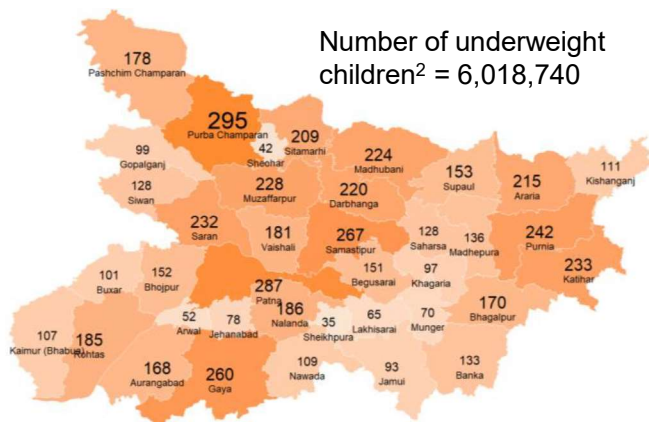 Number of underweight
children² = 6,018,740
178
Pashchim Champaran
295
Purba Champaran
42
Sheohar
209
Sitamarhi
99
Gopalganj
224
Madhubani
153
Supaul
215
Araria
111
Kishanganj
128
Siwan
228
Muzaffarpur
220
Darbhanga
232
Saran
181
Vaishali
267
Samastipur
128
Saharsa
136
Madhepura
242
Purnia
233
Katihar
101
Buxar
152
Bhojpur
151
Begusarai
97
Khagaria
287
Patna
186
Nalanda
170
Bhagalpur
52
Arwal
78
Jehanabad
35
Sheikhpura
65
Lakhisarai
70
Munger
107
Kaimur (Bhabua)
185
Rohtas
168
Aurangabad
260
Gaya
109
Nawada
93
Jamui
133
Banka